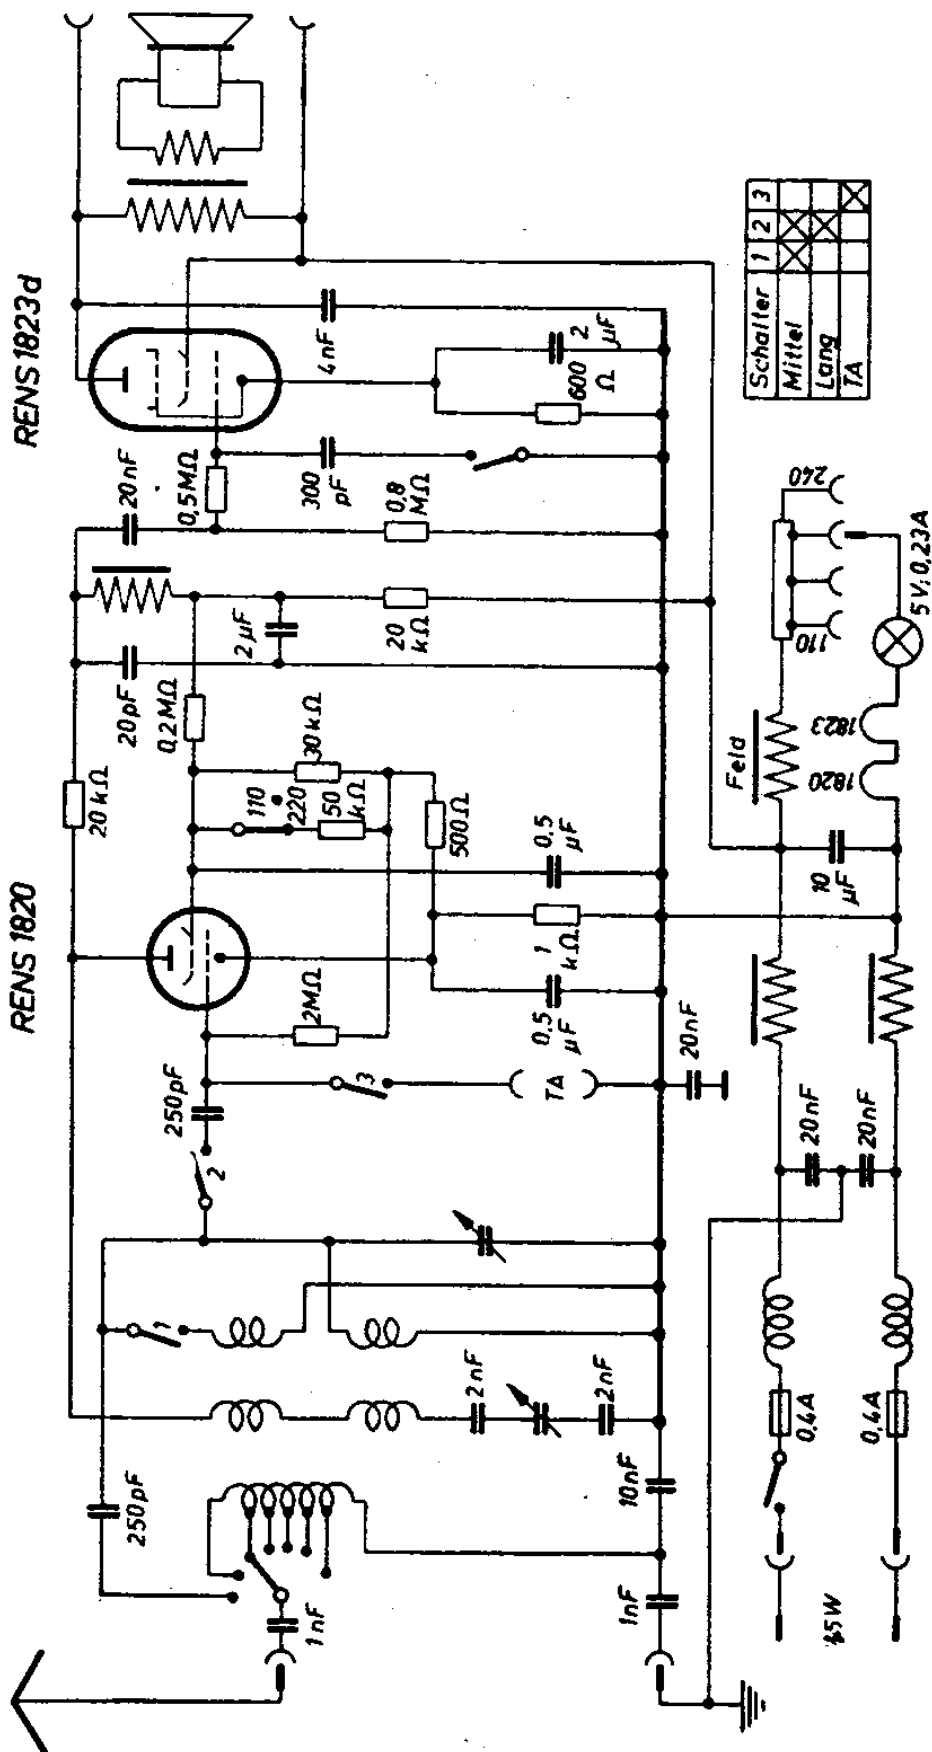 RENS 1820
RENS 1823d
250pF
1nF
1nF
10nF
2nF
2nF
1
2
250pF
3
TA
2MΩ
20nF
0,5
µF
1
kΩ
0,5
µF
500Ω
110
220
50
kΩ
30kΩ
20kΩ
0,2MΩ
20pF
2µF
20
kΩ
20nF
0,5MΩ
0,8
MΩ
300
pF
600
Ω
2
µF
4nF
0,4A
0,4A
20nF
20nF
10
µF
Feld
1820
1823
5V; 0,23A
110
240
Schalter 1 2 3
Mittel
Lang
TA